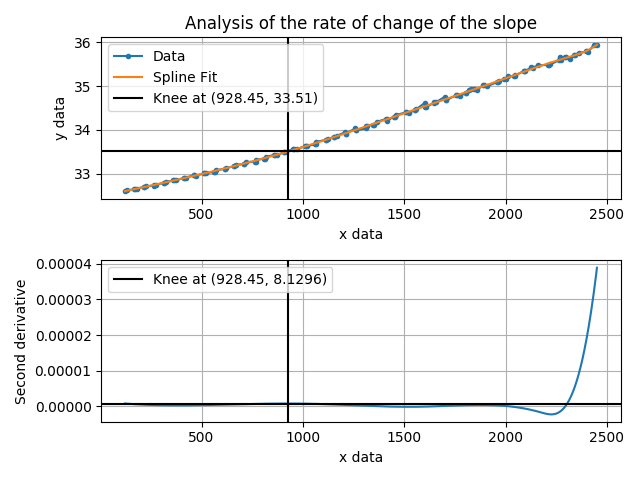 Analysis of the rate of change of the slope
36
35
34
33
y data
Data
Spline Fit
Knee at (928.45, 33.51)
500 1000 1500 2000 2500
x data
0.00004
0.00003
0.00002
0.00001
0.00000
Second derivative
Knee at (928.45, 8.1296)
500 1000 1500 2000 2500
x data